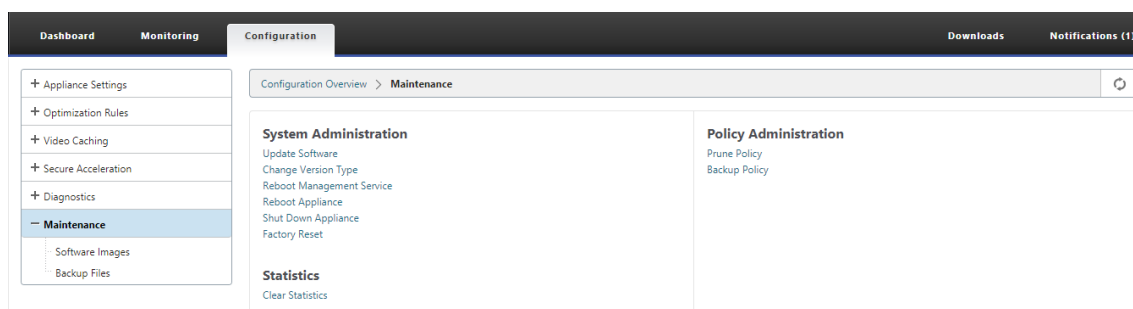 Dashboard Monitoring Configuration Downloads Notifications (1)
+ Appliance Settings
+ Optimization Rules
+ Video Caching
+ Secure Acceleration
+ Diagnostics
− Maintenance
Software Images
Backup Files
Configuration Overview > Maintenance
System Administration
Update Software
Change Version Type
Reboot Management Service
Reboot Appliance
Shut Down Appliance
Factory Reset
Statistics
Clear Statistics
Policy Administration
Prune Policy
Backup Policy